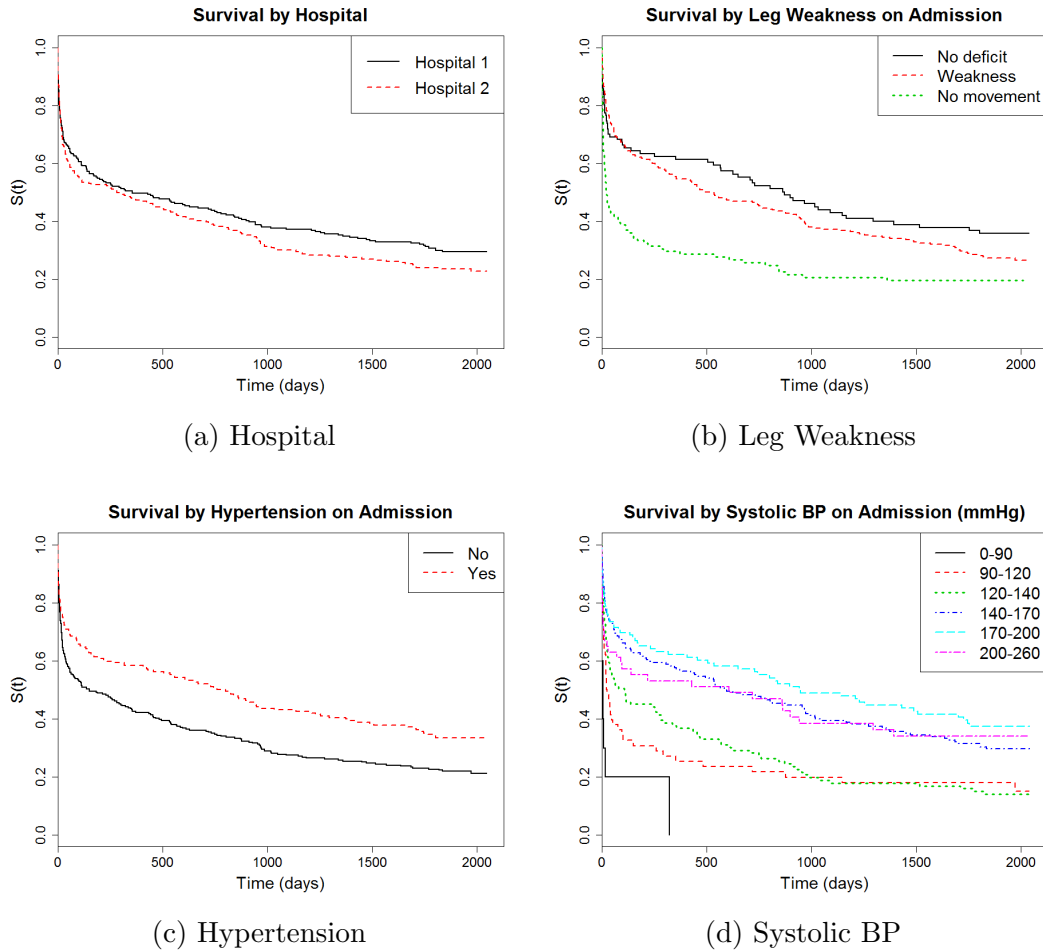 Survival by Hospital
S(t)
1.0
0.8
0.6
0.4
0.2
0.0
Hospital 1
Hospital 2
0 500 1000 1500 2000
Time (days)
(a) Hospital
Survival by Leg Weakness on Admission
S(t)
1.0
0.8
0.6
0.4
0.2
0.0
No deficit
Weakness
No movement
0 500 1000 1500 2000
Time (days)
(b) Leg Weakness
Survival by Hypertension on Admission
S(t)
1.0
0.8
0.6
0.4
0.2
0.0
No
Yes
0 500 1000 1500 2000
Time (days)
(c) Hypertension
Survival by Systolic BP on Admission (mmHg)
S(t)
1.0
0.8
0.6
0.4
0.2
0.0
0-90
90-120
120-140
140-170
170-200
200-260
0 500 1000 1500 2000
Time (days)
(d) Systolic BP